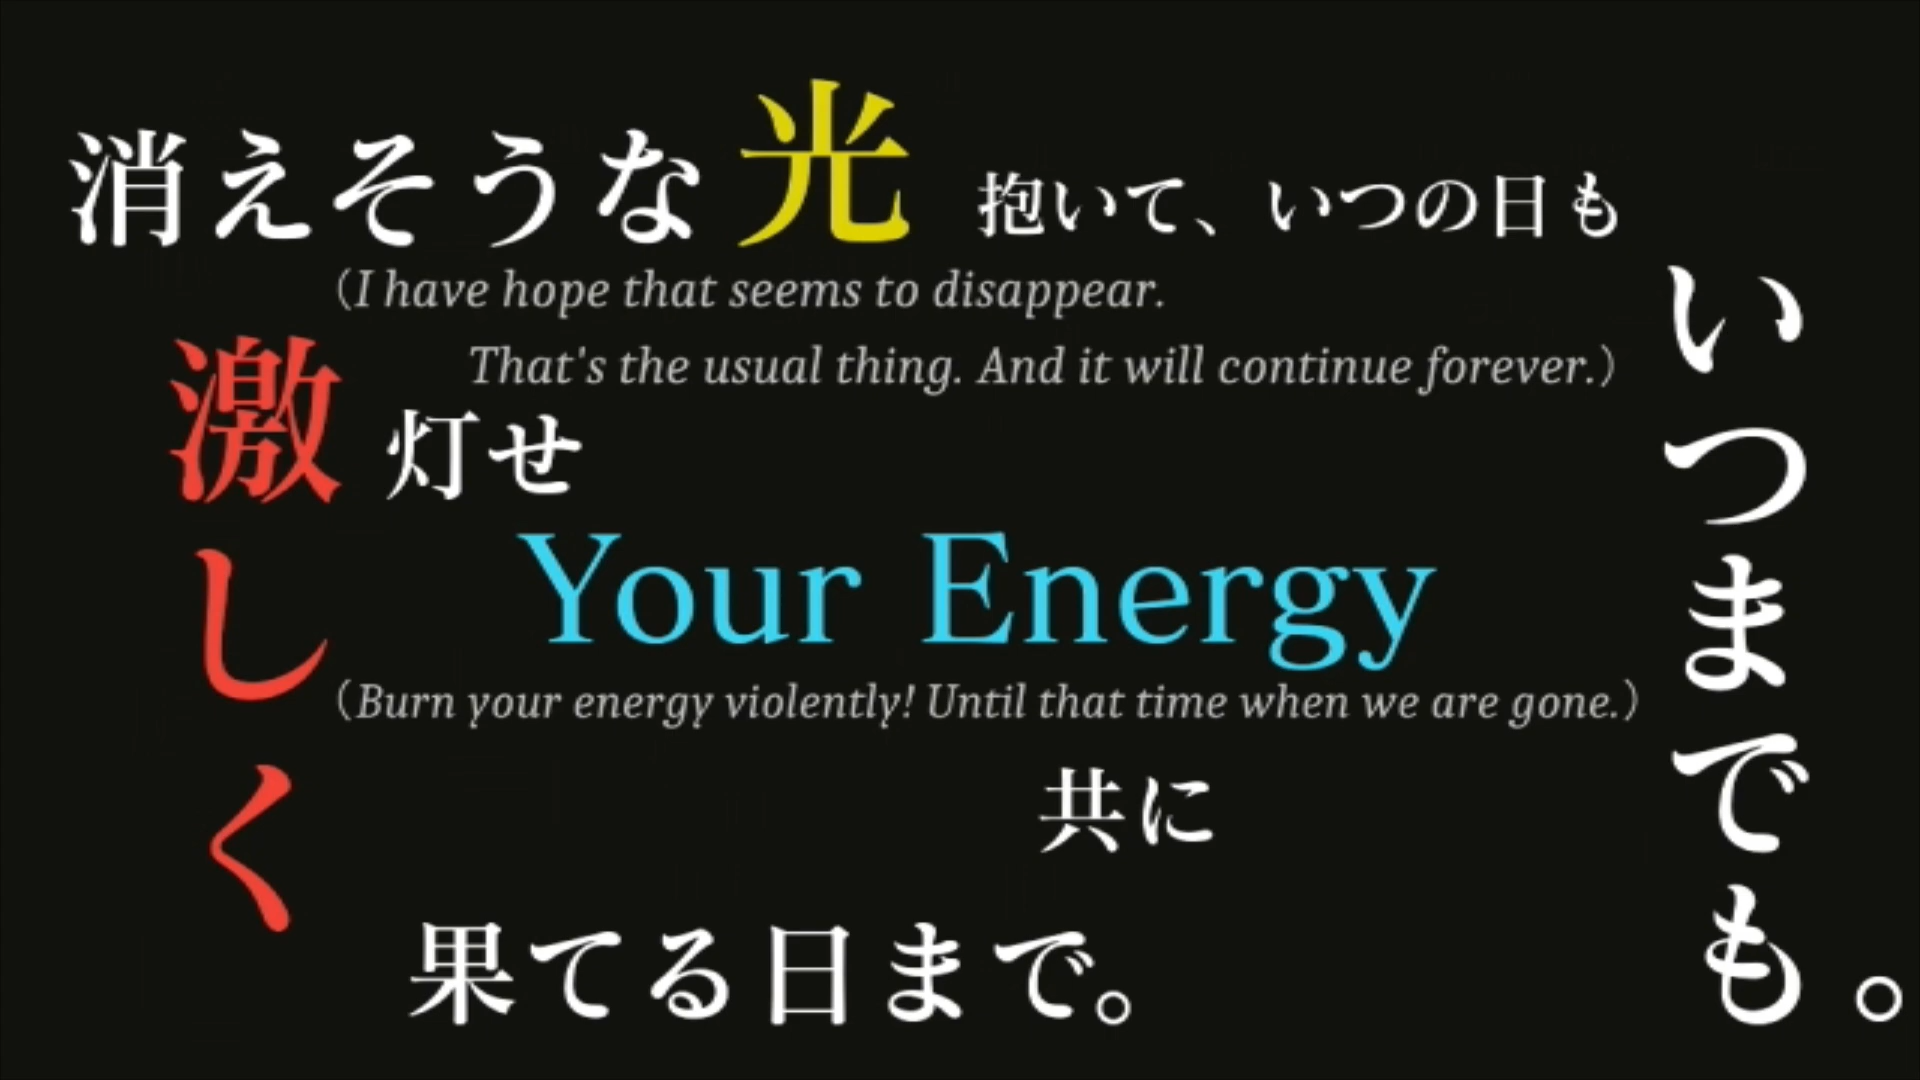 消えそうな光 抱いて、いつの日も
いつまでも。
(I have hope that seems to disappear.
That's the usual thing. And it will continue forever.)
激しく
灯せ
Your Energy
(Burn your energy violently! Until that time when we are gone.)
共に
果てる日まで。